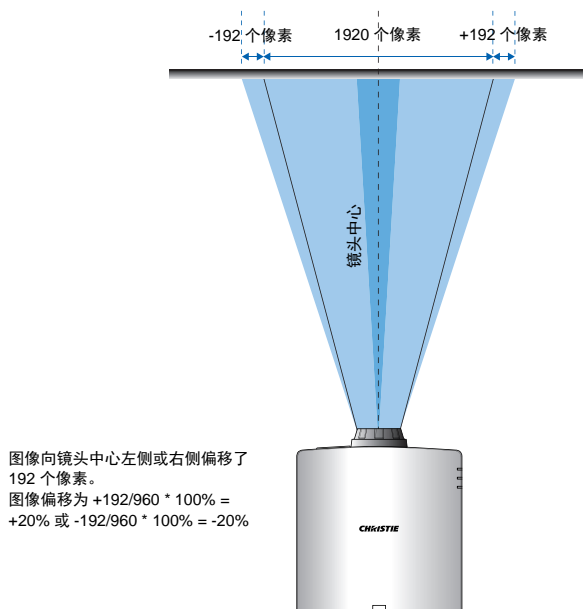 -192 个像素 1920 个像素 +192 个像素
镜头中心
图像向镜头中心左侧或右侧偏移了
192 个像素。
图像偏移为 +192/960 * 100% =
+20% 或 -192/960 * 100% = -20%
CHRISTIE